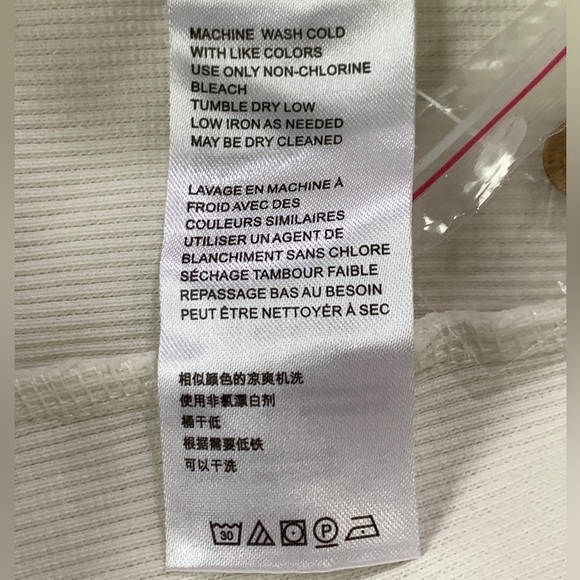 MACHINE WASH COLD
WITH LIKE COLORS
USE ONLY NON-CHLORINE
BLEACH
TUMBLE DRY LOW
LOW IRON AS NEEDED
MAY BE DRY CLEANED
LAVAGE EN MACHINE À
FROID AVEC DES
COULEURS SIMILAIRES
UTILISER UN AGENT DE
BLANCHIMENT SANS CHLORE
SÉCHAGE TAMBOUR FAIBLE
REPASSAGE BAS AU BESOIN
PEUT ÊTRE NETTOYÉR À SEC
相似颜色的凉爽机洗
使用非氯漂白剂
桶干低
根据需要低铁
可以干洗
30 P